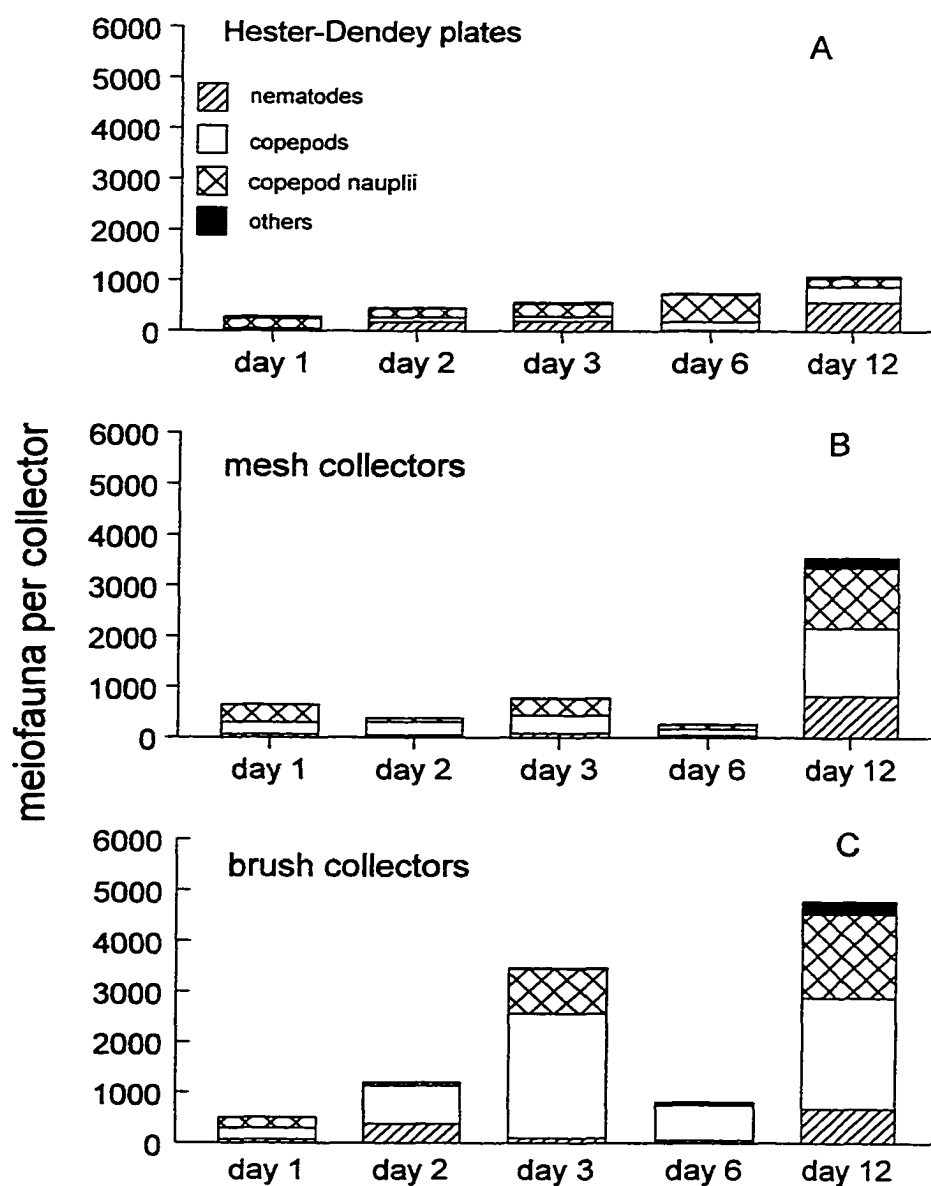 6000
Hester-Dendey plates
A
5000
nematodes
4000
copepods
3000
copepod nauplii
2000
others
1000
0
day 1 day 2 day 3 day 6 day 12
meiofauna per collector
6000
B
mesh collectors
5000
4000
3000
2000
1000
0
day 1 day 2 day 3 day 6 day 12
6000
C
brush collectors
5000
4000
3000
2000
1000
0
day 1 day 2 day 3 day 6 day 12